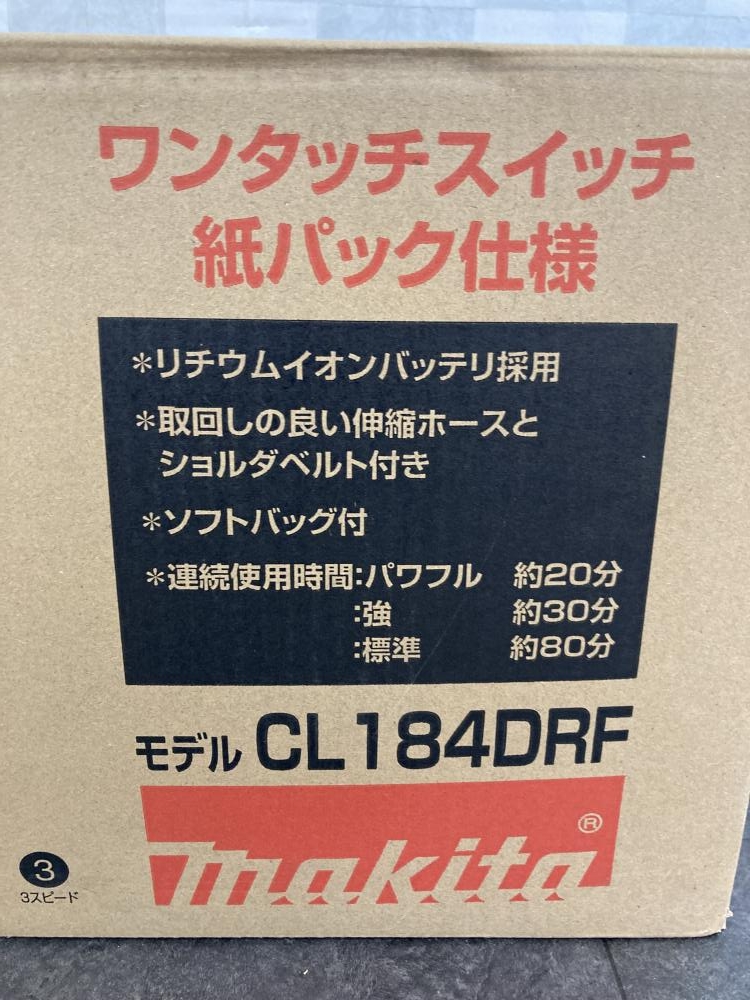 ワンタッチスイッチ
紙パック仕様
*リチウムイオンバッテリ採用
*取回しの良い伸縮ホースと
ショルダベルト付き
*ソフトバッグ付
*連続使用時間:パワフル 約20分
:強 約30分
:標準 約80分
モデル CL184DRF
makita®
3
3スピード